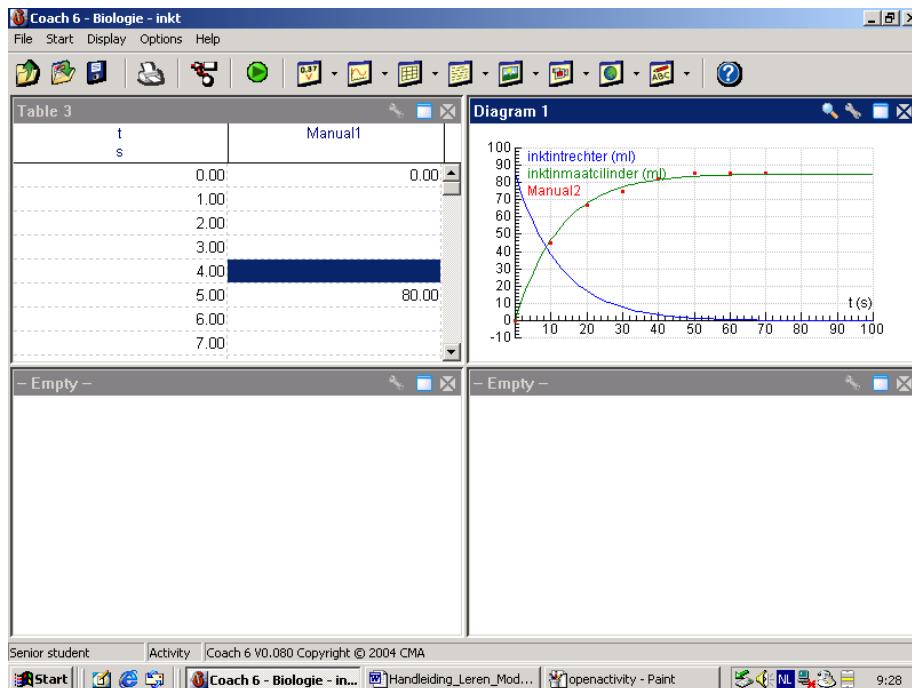 Coach 6 - Biologie - inkt
File Start Display Options Help
0.37
V
ABC
?
Table 3
t Manual1
s
0.00 0.00
1.00
2.00
3.00
4.00
5.00 80.00
6.00
7.00
Diagram 1
100
90
80
70
60
50
40
30
20
10
0
-10
inktintrechter (ml)
inktinmaatcilinder (ml)
Manual2
t (s)
10 20 30 40 50 60 70 80 90 100
– Empty –
– Empty –
Senior student Activity Coach 6 V0.080 Copyright © 2004 CMA
Start Coach 6 - Biologie - in... Handleiding_Leren_Mod... openactivity - Paint NL 9:28